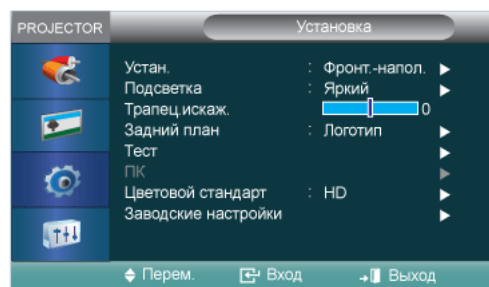 PROJECTOR
Установка
Устан. : Фронт.-напол.
Подсветка : Яркий
Трапец.искаж. 0
Задний план : Логотип
Тест
ПК
Цветовой стандарт : HD
Заводские настройки
Перем. Вход Выход